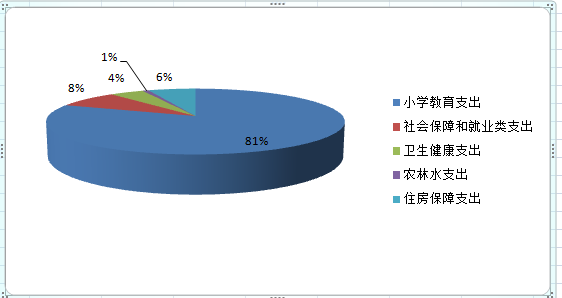 1%
6%
4%
8%
81%
小学教育支出
社会保障和就业类支出
卫生健康支出
农林水支出
住房保障支出